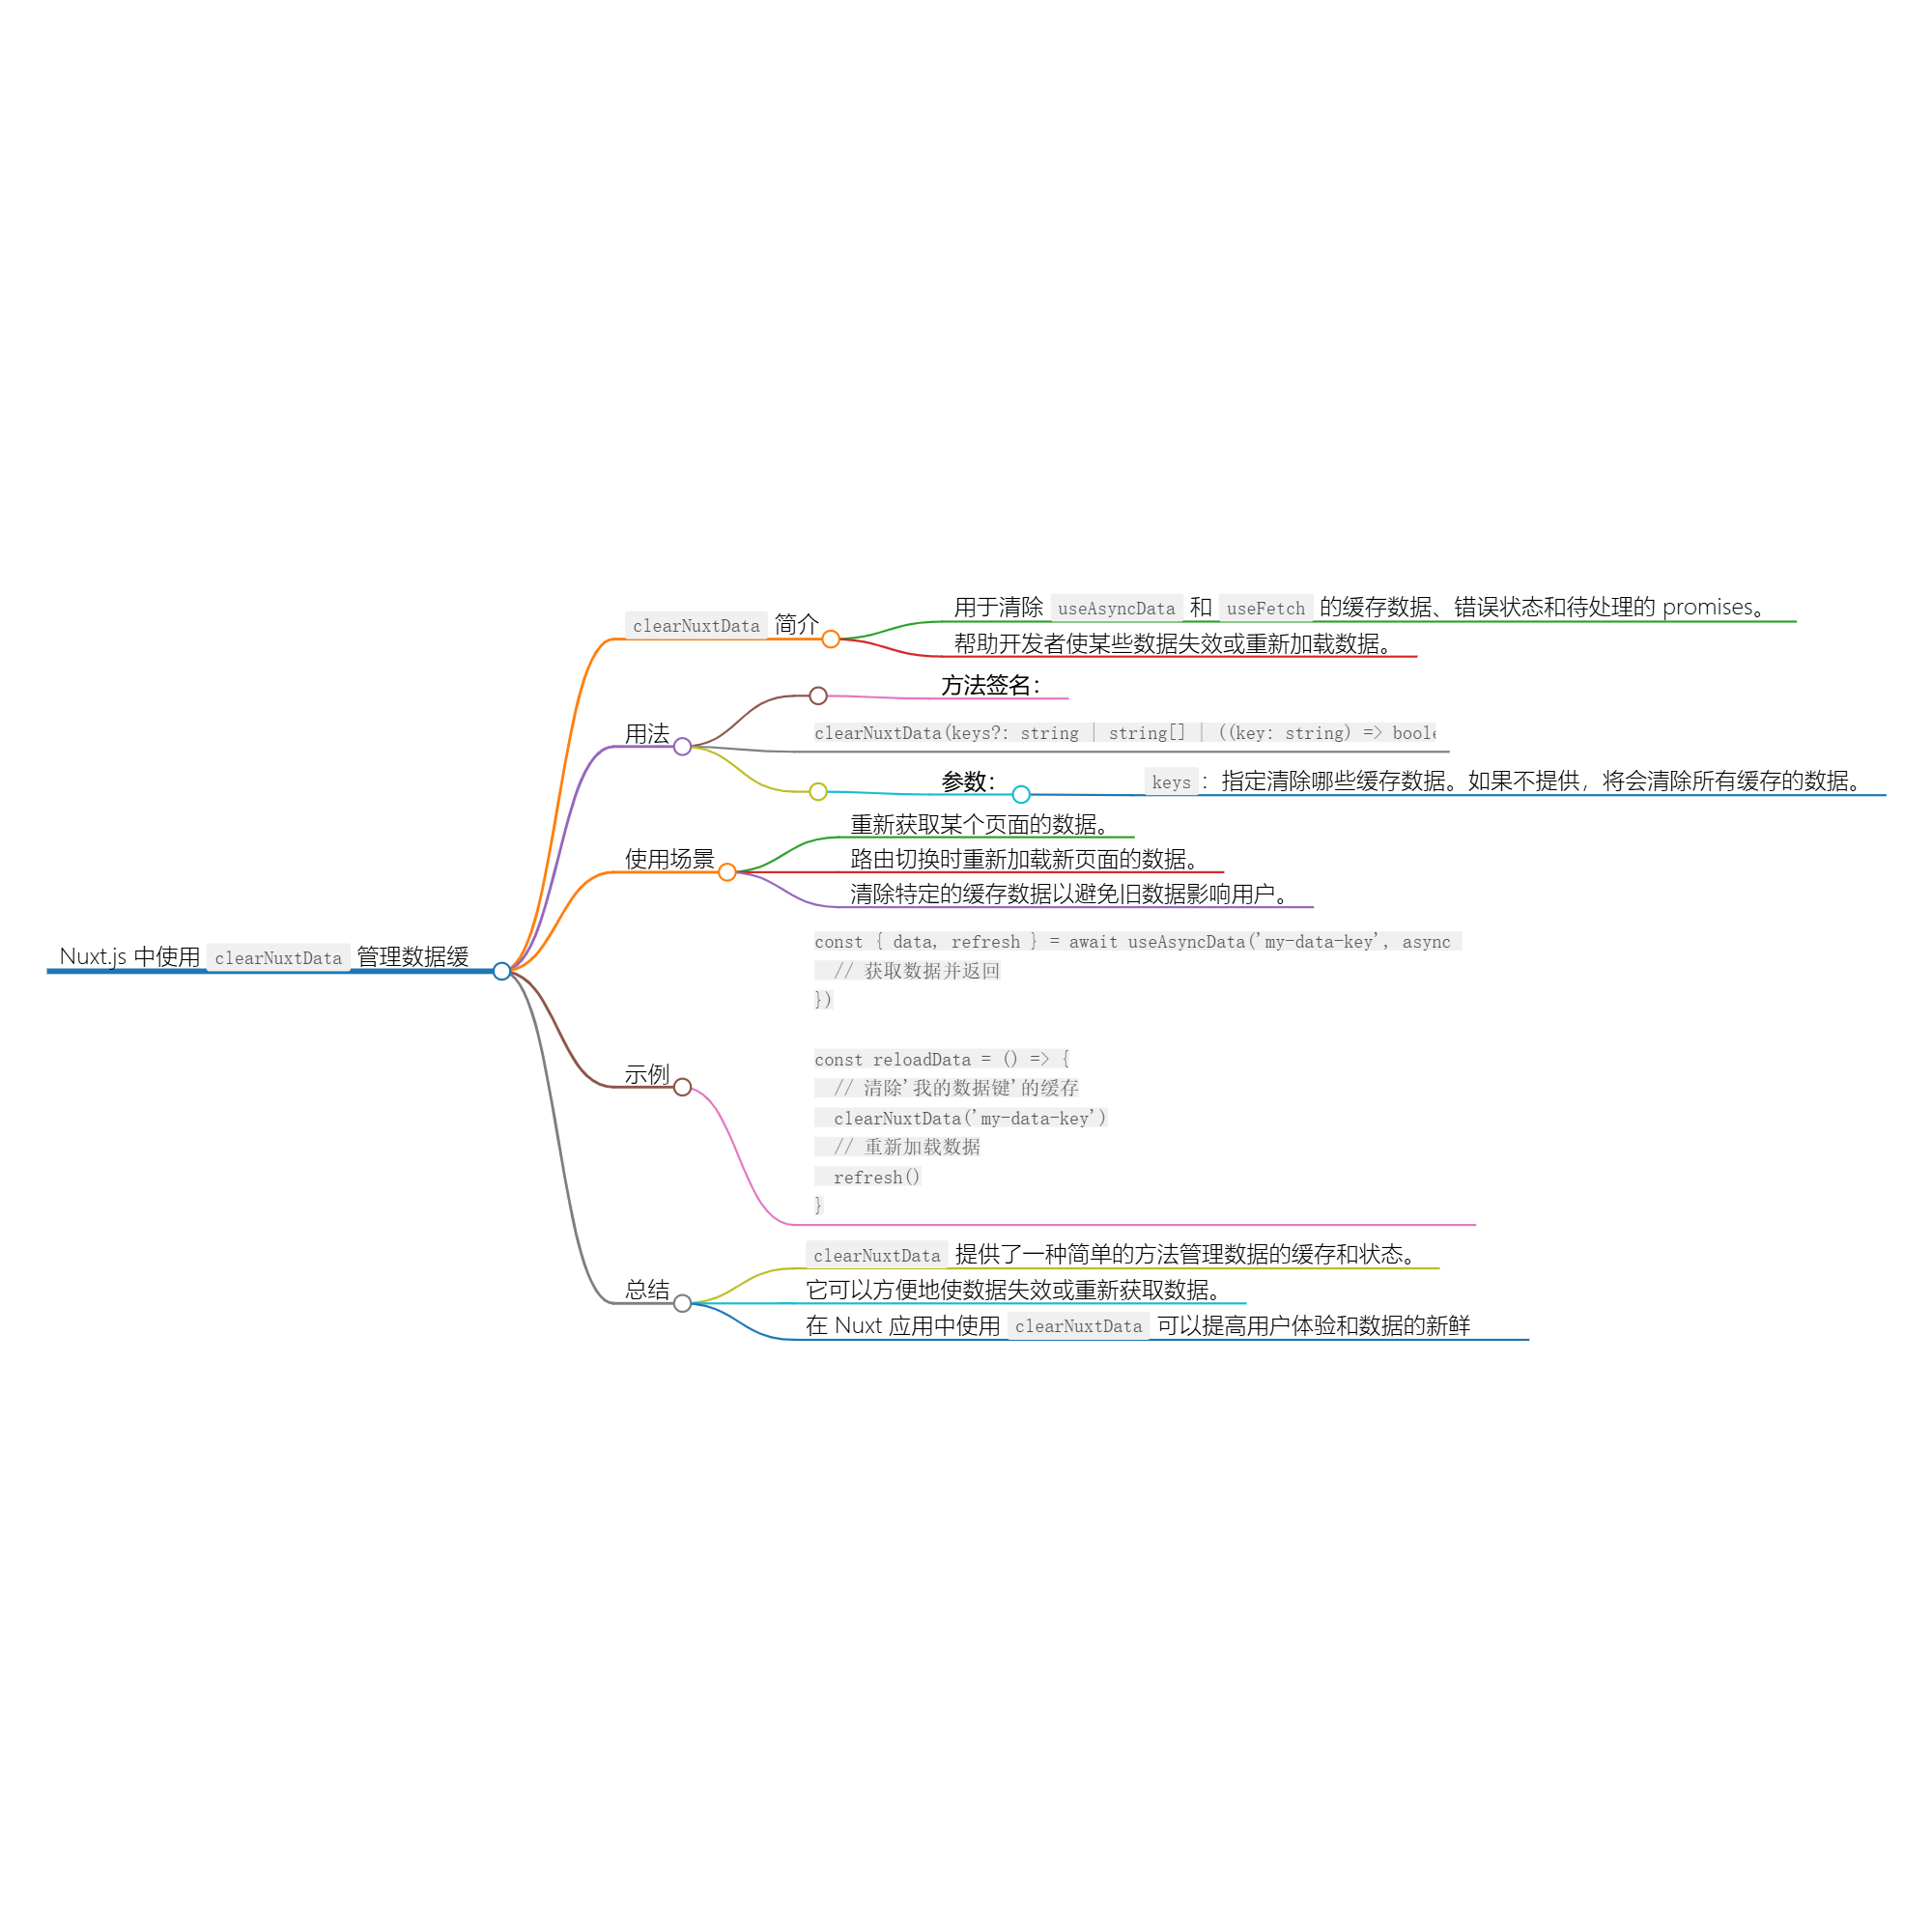 Nuxt.js 中使用 clearNuxtData 管理数据缓
clearNuxtData 简介
用于清除 useAsyncData 和 useFetch 的缓存数据、错误状态和待处理的 promises。
帮助开发者使某些数据失效或重新加载数据。
用法
方法签名：
clearNuxtData(keys?: string | string[] | ((key: string) => boole
参数：
keys ： 指定清除哪些缓存数据。如果不提供，将会清除所有缓存的数据。
使用场景
重新获取某个页面的数据。
路由切换时重新加载新页面的数据。
清除特定的缓存数据以避免旧数据影响用户。
示例
const { data, refresh } = await useAsyncData('my-data-key', async
// 获取数据并返回
})
const reloadData = () => {
// 清除'我的数据键'的缓存
clearNuxtData('my-data-key')
// 重新加载数据
refresh()
}
总结
clearNuxtData 提供了一种简单的方法管理数据的缓存和状态。
它可以方便地使数据失效或重新获取数据。
在 Nuxt 应用中使用 clearNuxtData 可以提高用户体验和数据的新鲜